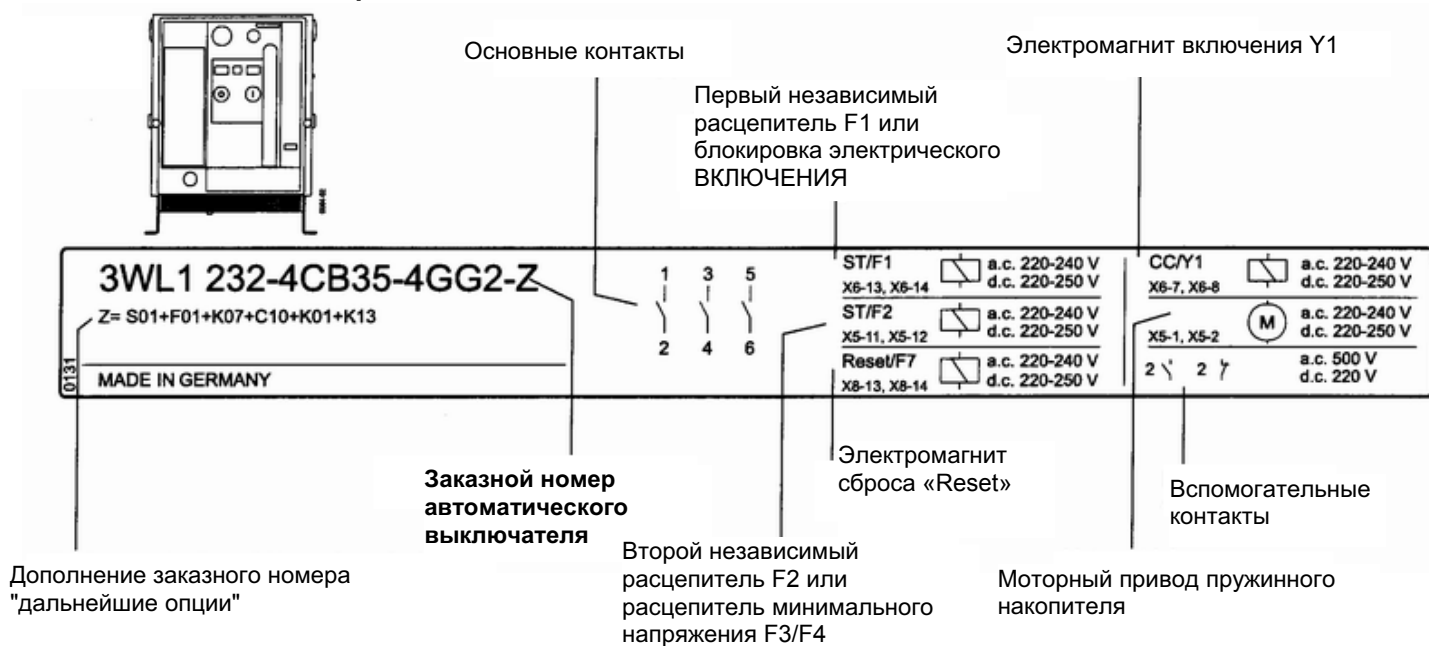 Основные контакты
Электромагнит включения Y1
Первый независимый
расцепитель F1 или
блокировка электрического
ВКЛЮЧЕНИЯ
3WL1 232-4CB35-4GG2-Z
Z= S01+F01+K07+C10+K01+K13
0131
MADE IN GERMANY
1 3 5
2 4 6
ST/F1 a.c. 220-240 V
X6-13, X6-14 d.c. 220-250 V
ST/F2 a.c. 220-240 V
X5-11, X5-12 d.c. 220-250 V
Reset/F7 a.c. 220-240 V
X8-13, X8-14 d.c. 220-250 V
CC/Y1 a.c. 220-240 V
X6-7, X6-8 d.c. 220-250 V
M a.c. 220-240 V
X5-1, X5-2 d.c. 220-250 V
2 2 a.c. 500 V
d.c. 220 V
Электромагнит
сброса «Reset»
Заказной номер
автоматического
выключателя
Вспомогательные
контакты
Второй независимый
расцепитель F2 или
расцепитель минимального
напряжения F3/F4
Дополнение заказного номера
"дальнейшие опции"
Моторный привод пружинного
накопителя